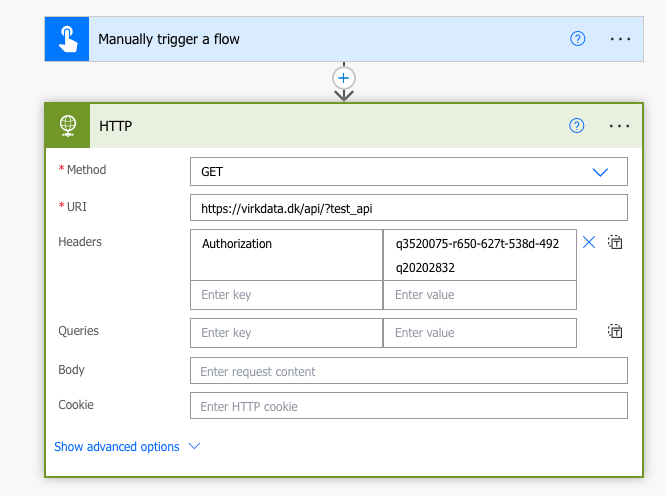 Manually trigger a flow
HTTP
* Method
GET
* URI
https://virkdata.dk/api/?test_api
Headers
Authorization
q3520075-r650-627t-538d-492
q20202832
Enter key
Enter value
Queries
Enter key
Enter value
Body
Enter request content
Cookie
Enter HTTP cookie
Show advanced options